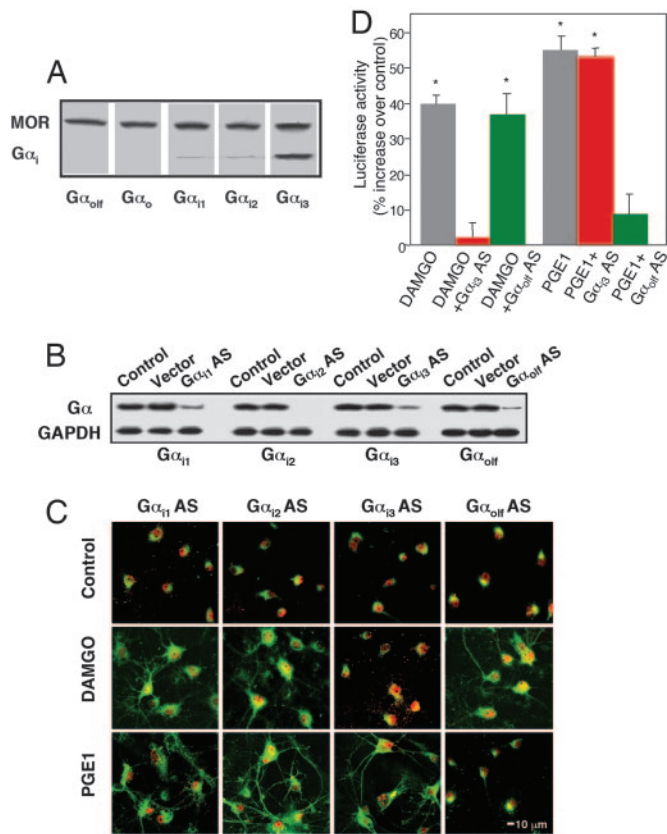 A
MOR
Gαi
Gαolf Gαo Gαi1 Gαi2 Gαi3
D
Luciferase activity
(% increase over control)
60
50
40
30
20
10
0
DAMGO
DAMGO
+Gαi3 AS
DAMGO
+Gαolf AS
PGE1
PGE1+
Gαi3 AS
PGE1+
Gαolf AS
* * * * 
B
Control Vector Gαi1 AS Control Vector Gαi2 AS Control Vector Gαi3 AS Control Vector Gαolf AS
Gα
GAPDH
Gαi1 Gαi2 Gαi3 Gαolf
C
Gαi1 AS Gαi2 AS Gαi3 AS Gαolf AS
Control
DAMGO
PGE1
10 μm